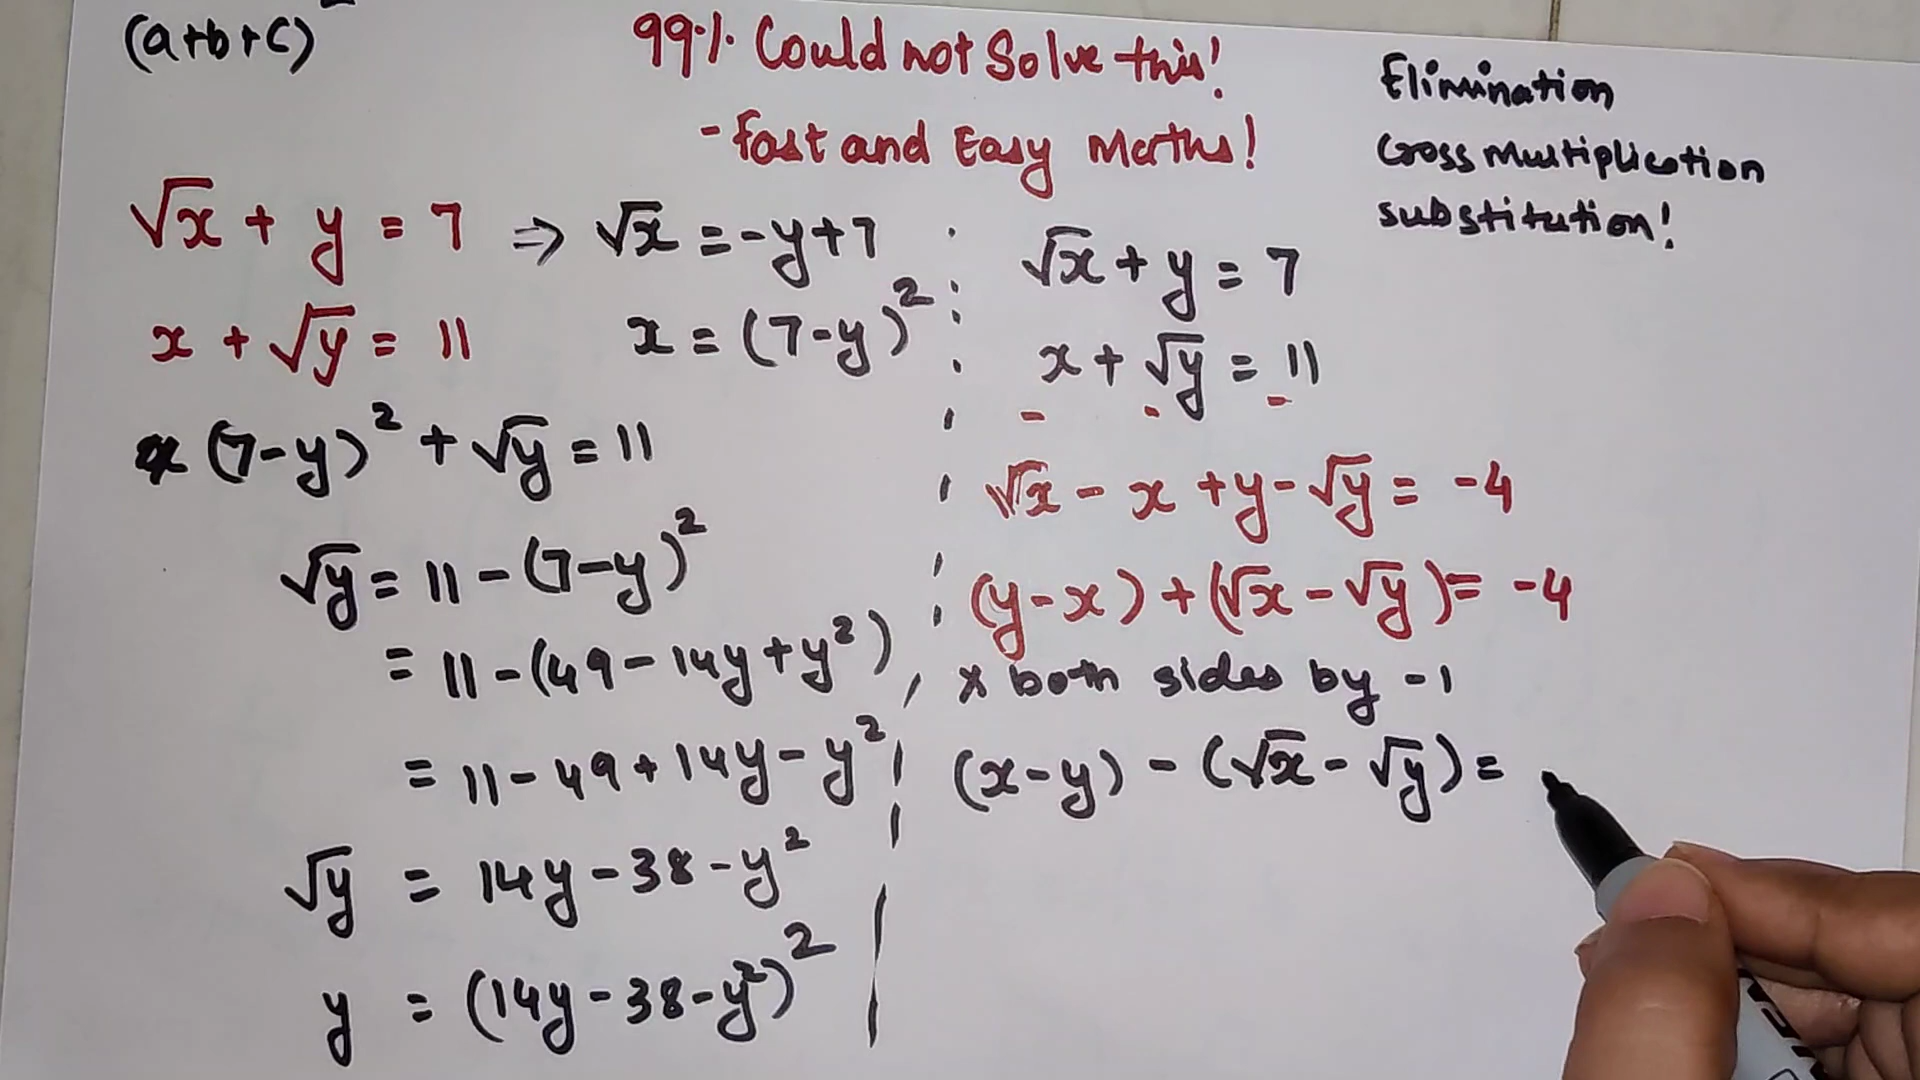 (a+b+c)²
99% Could not Solve this!
- Fast and Easy Maths!
Elimination
Cross Multiplication
substitution!
√x + y = 7 ⇒ √x = -y+7
x + √y = 11 x = (7-y)²
(7-y)² + √y = 11
√y = 11 - (7-y)²
= 11 - (49 - 14y + y²)
= 11 - 49 + 14y - y²
√y = 14y - 38 - y²
y = (14y - 38 - y²)²
√x + y = 7
x + √y = 11
- - -
√x - x + y - √y = -4
(y-x) + (√x - √y) = -4
x both sides by -1
(x-y) - (√x - √y) =